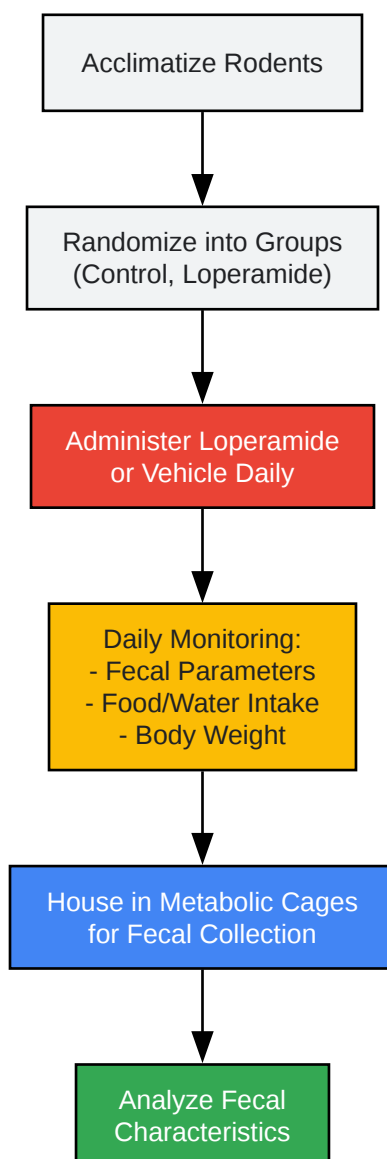 Acclimatize Rodents
Randomize into Groups
(Control, Loperamide)
Administer Loperamide
or Vehicle Daily
Daily Monitoring:
- Fecal Parameters
- Food/Water Intake
- Body Weight
House in Metabolic Cages
for Fecal Collection
Analyze Fecal
Characteristics